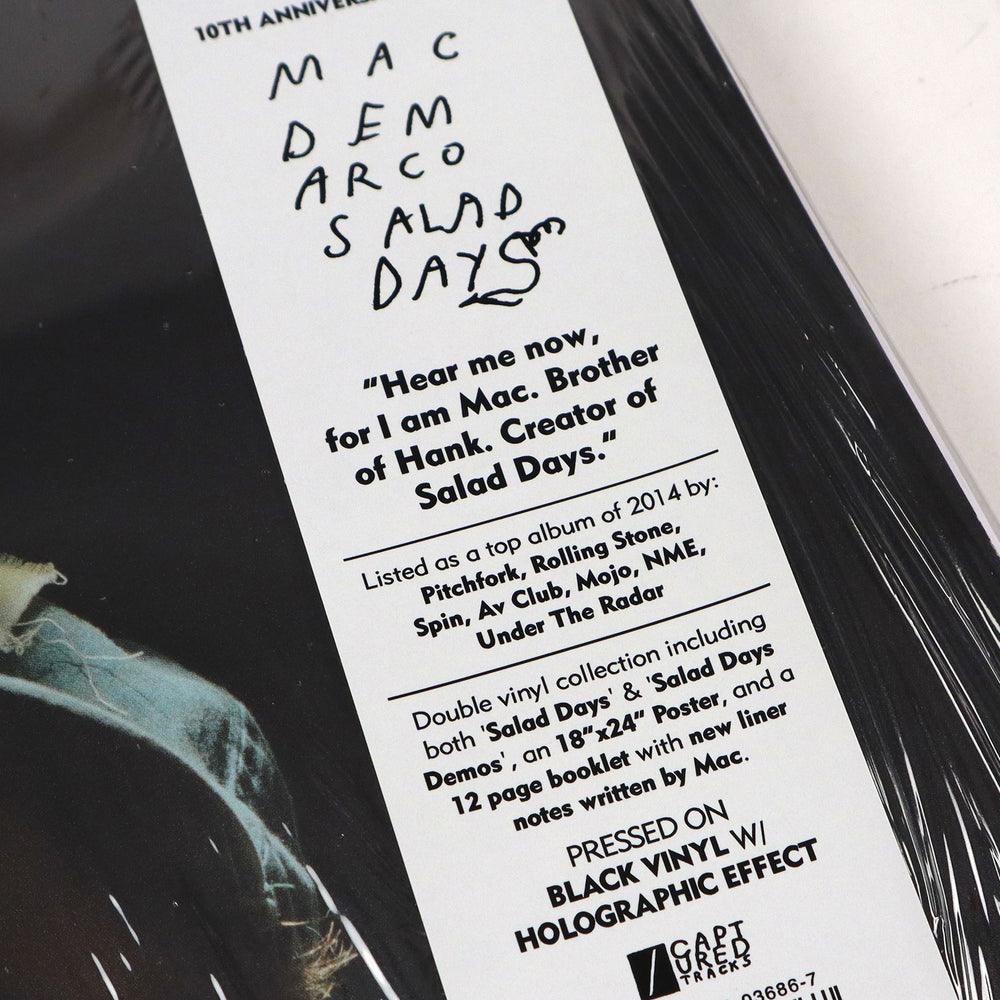 10TH ANNIVERS
MAC
DEM
ARCO
SALAD
DAYS
"Hear me now,
for I am Mac. Brother
of Hank. Creator of
Salad Days."
Listed as a top album of 2014 by:
Pitchfork, Rolling Stone,
Spin, Av Club, Mojo, NME,
Under The Radar
Double vinyl collection including
both 'Salad Days' & 'Salad Days
Demos', an 18"x24" Poster, and a
12 page booklet with new liner
notes written by Mac.
PRESSED ON
BLACK VINYL W/
HOLOGRAPHIC EFFECT
CAPT
URED
TRACKS
03686-7